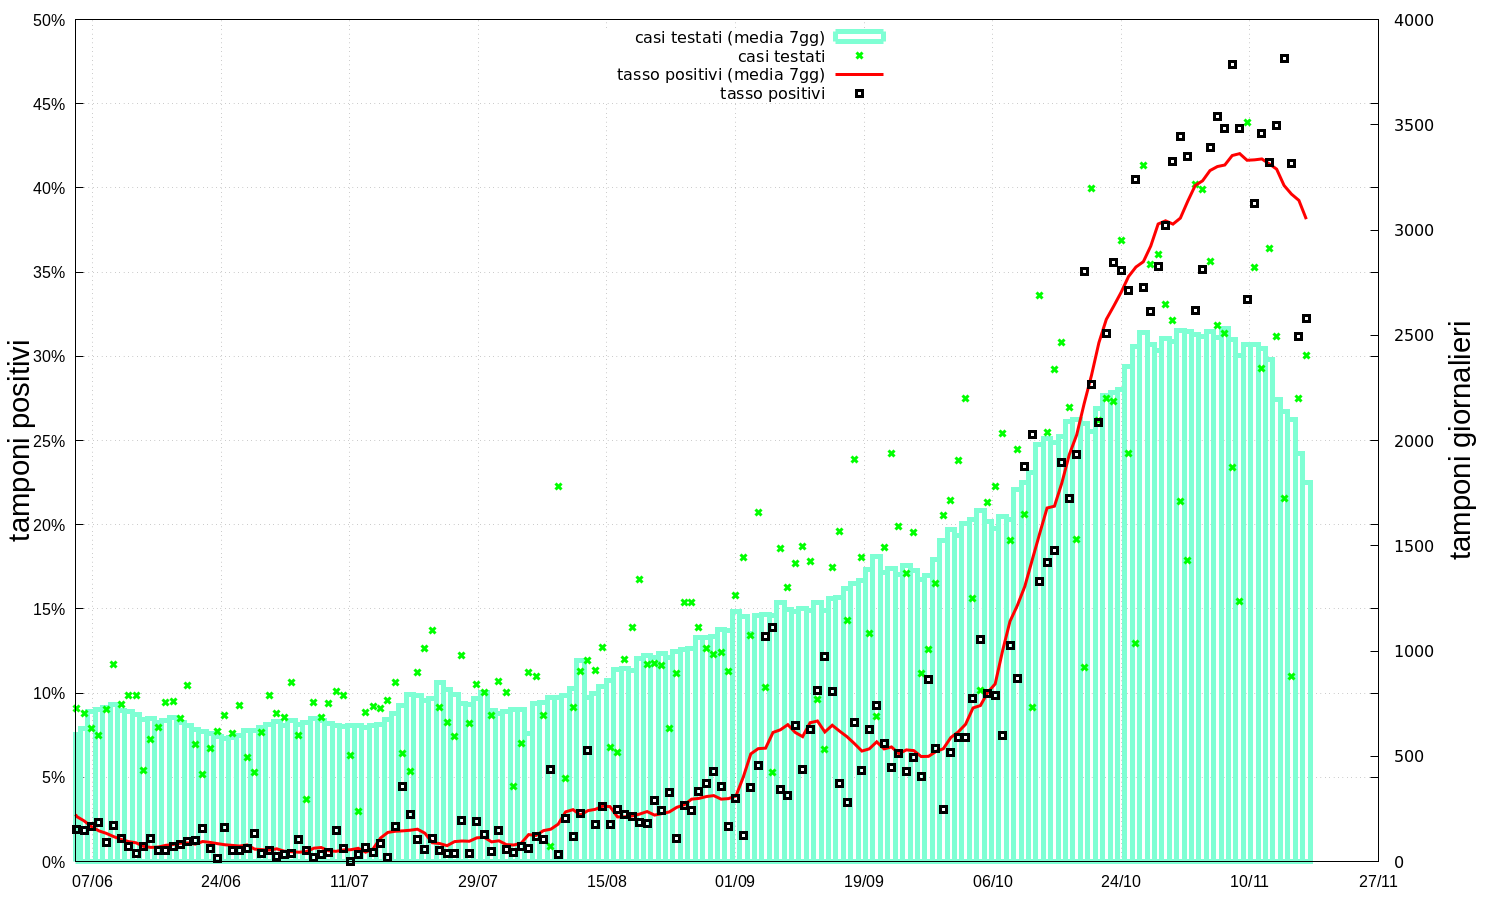 casi testati (media 7gg)
casi testati
tasso positivi (media 7gg)
tasso positivi
50%
45%
40%
35%
30%
25%
20%
15%
10%
5%
0%
tamponi positivi
4000
3500
3000
2500
2000
1500
1000
500
0
tamponi giornalieri
07/06 24/06 11/07 29/07 15/08 01/09 19/09 06/10 24/10 10/11 27/11